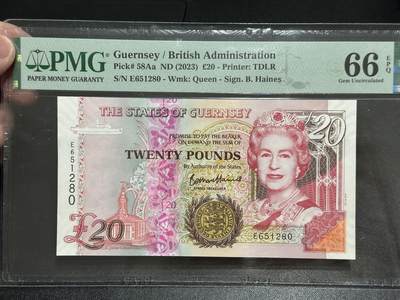 PMG
PAPER MONEY GUARANTY
Guernsey / British Administration
Pick# 58Aa ND (2023) £20 - Printer: TDLR
S/N E651280 - Wmk: Queen - Sign. B. Haines
66 EPQ
Gem Uncirculated
THE STATES OF GUERNSEY
£20
£20
PROMISE TO PAY THE BEARER
ON DEMAND THE SUM OF
TWENTY POUNDS
By Authority of the States
E651280
£20
£20
E651280